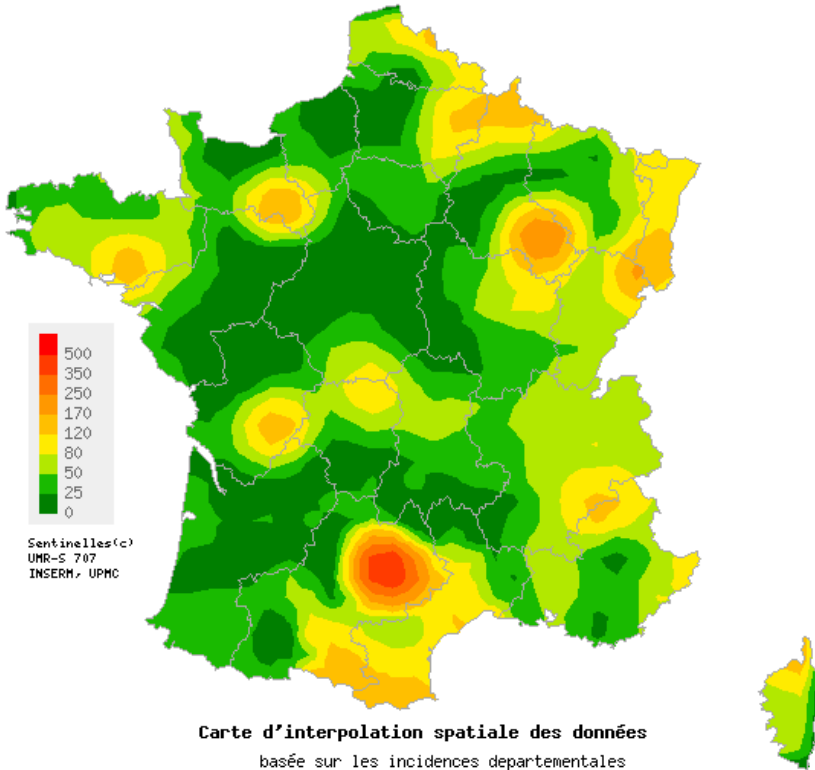 500
350
250
170
120
80
50
25
0
Sentinelles(c)
UMR-S 707
INSERM, UPMC
Carte d'interpolation spatiale des données
basée sur les incidences departementales